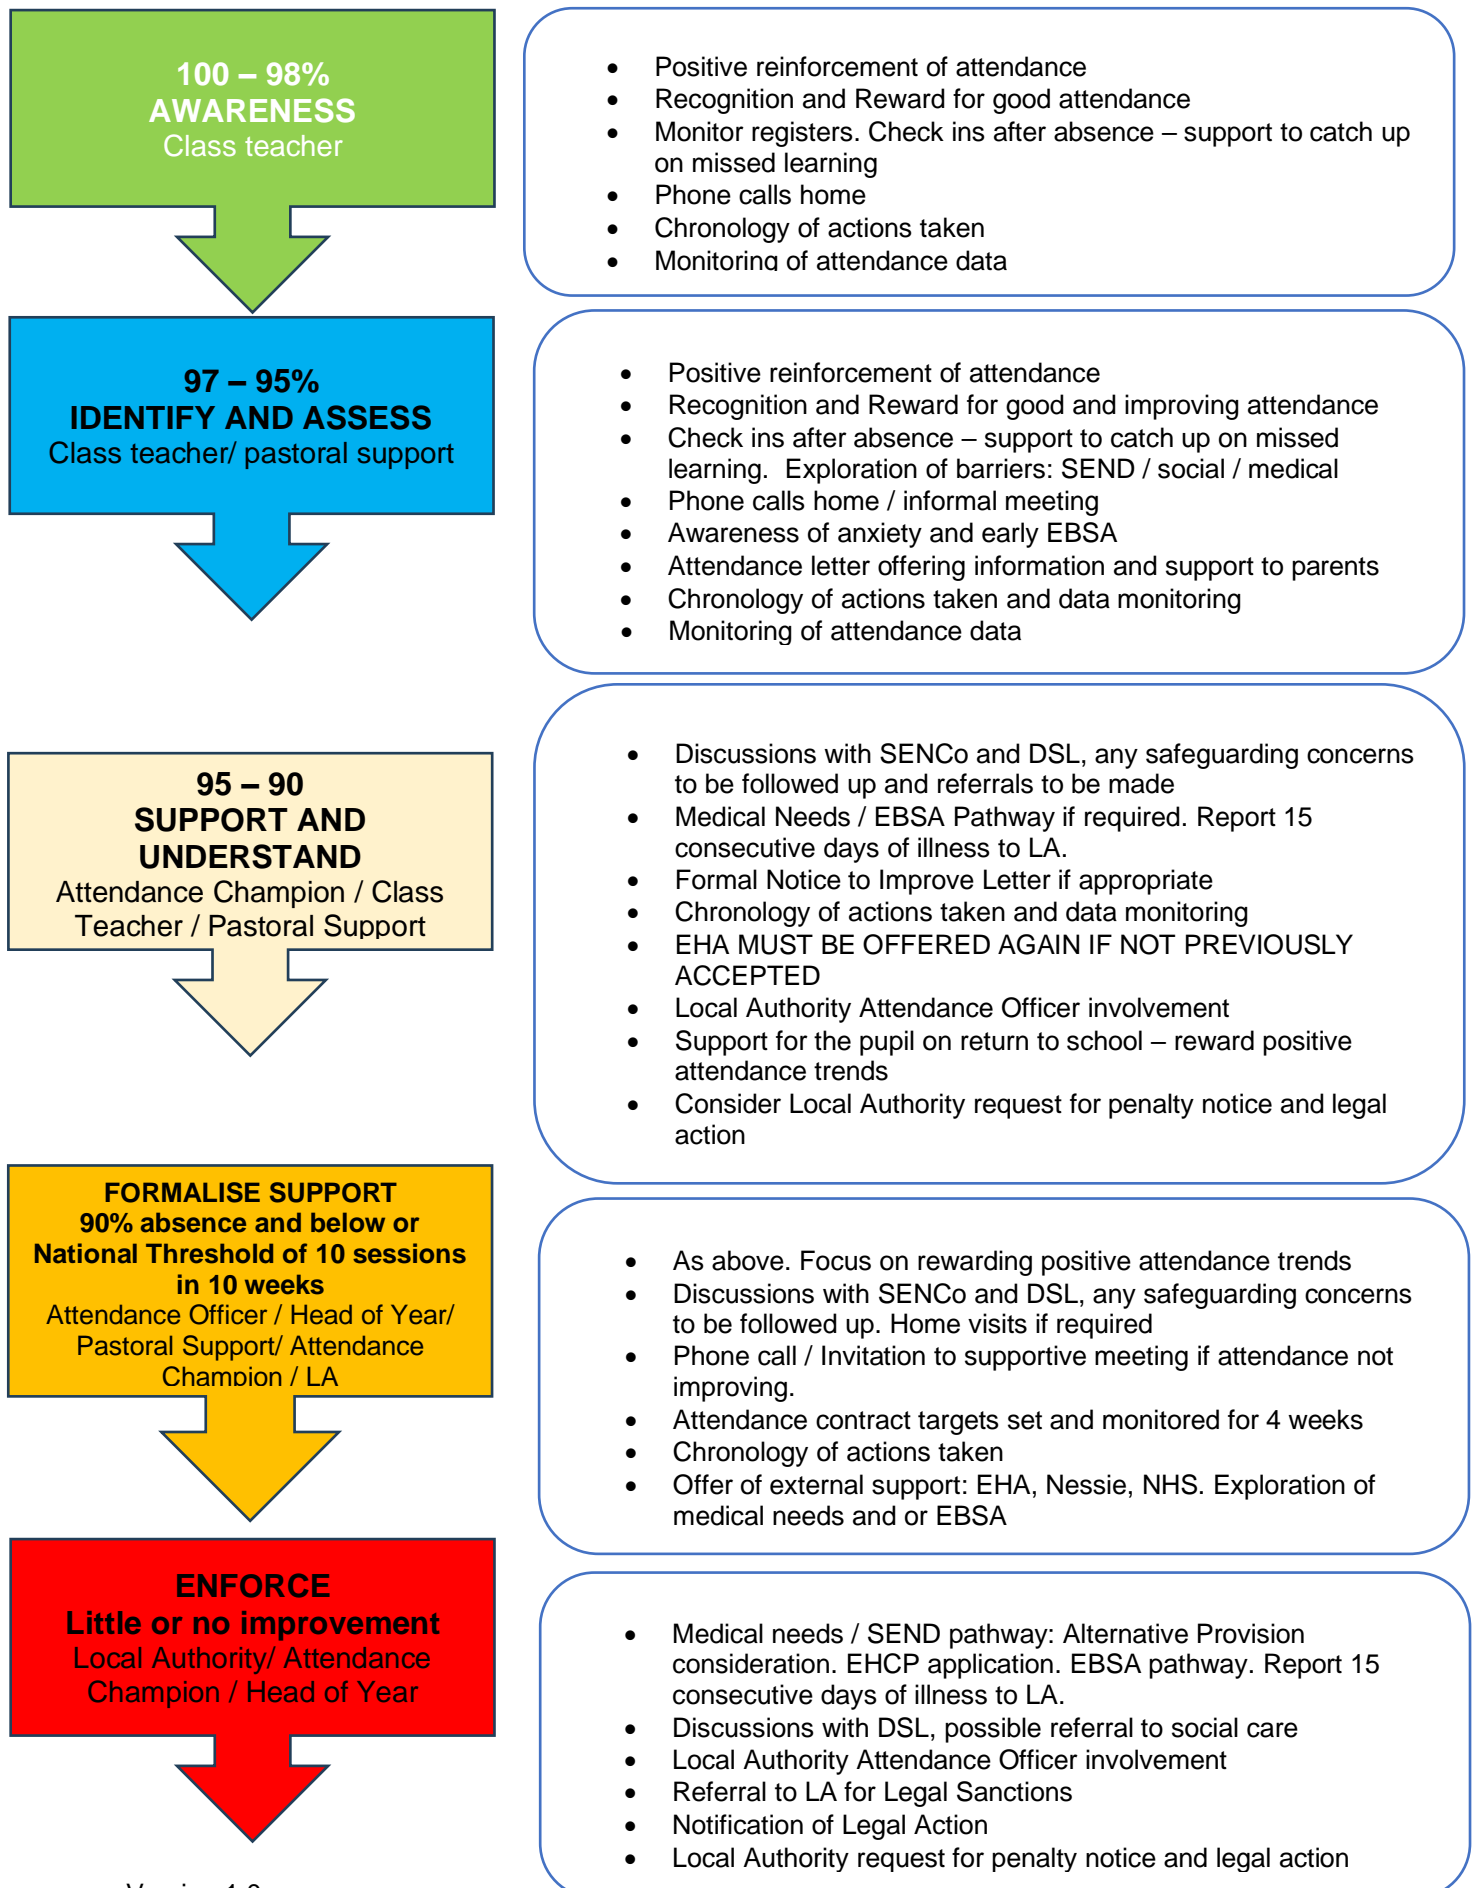 100 – 98%
AWARENESS
Class teacher
• Positive reinforcement of attendance
• Recognition and Reward for good attendance
• Monitor registers. Check ins after absence – support to catch up
on missed learning
• Phone calls home
• Chronology of actions taken
• Monitoring of attendance data
97 – 95%
IDENTIFY AND ASSESS
Class teacher/ pastoral support
• Positive reinforcement of attendance
• Recognition and Reward for good and improving attendance
• Check ins after absence – support to catch up on missed
learning.  Exploration of barriers: SEND / social / medical
• Phone calls home / informal meeting
• Awareness of anxiety and early EBSA
• Attendance letter offering information and support to parents
• Chronology of actions taken and data monitoring
• Monitoring of attendance data
95 – 90
SUPPORT AND
UNDERSTAND
Attendance Champion / Class
Teacher / Pastoral Support
• Discussions with SENCo and DSL, any safeguarding concerns
to be followed up and referrals to be made
• Medical Needs / EBSA Pathway if required. Report 15
consecutive days of illness to LA.
• Formal Notice to Improve Letter if appropriate
• Chronology of actions taken and data monitoring
• EHA MUST BE OFFERED AGAIN IF NOT PREVIOUSLY
ACCEPTED
• Local Authority Attendance Officer involvement
• Support for the pupil on return to school – reward positive
attendance trends
• Consider Local Authority request for penalty notice and legal
action
FORMALISE SUPPORT
90% absence and below or
National Threshold of 10 sessions
in 10 weeks
Attendance Officer / Head of Year/
Pastoral Support/ Attendance
Champion / LA
• As above. Focus on rewarding positive attendance trends
• Discussions with SENCo and DSL, any safeguarding concerns
to be followed up. Home visits if required
• Phone call / Invitation to supportive meeting if attendance not
improving.
• Attendance contract targets set and monitored for 4 weeks
• Chronology of actions taken
• Offer of external support: EHA, Nessie, NHS. Exploration of
medical needs and or EBSA
ENFORCE
Little or no improvement
Local Authority/ Attendance
Champion / Head of Year
• Medical needs / SEND pathway: Alternative Provision
consideration. EHCP application. EBSA pathway. Report 15
consecutive days of illness to LA.
• Discussions with DSL, possible referral to social care
• Local Authority Attendance Officer involvement
• Referral to LA for Legal Sanctions
• Notification of Legal Action
• Local Authority request for penalty notice and legal action
Version